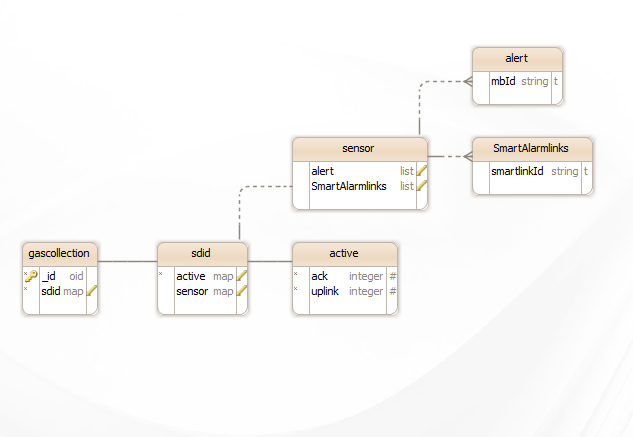 alert
mbId string t
sensor
alert list
SmartAlarmlinks list
SmartAlarmlinks
smartlinkId string t
gascollection
* _id oid
* sdid map
sdid
* active map
sensor map
active
* ack integer #
* uplink integer #